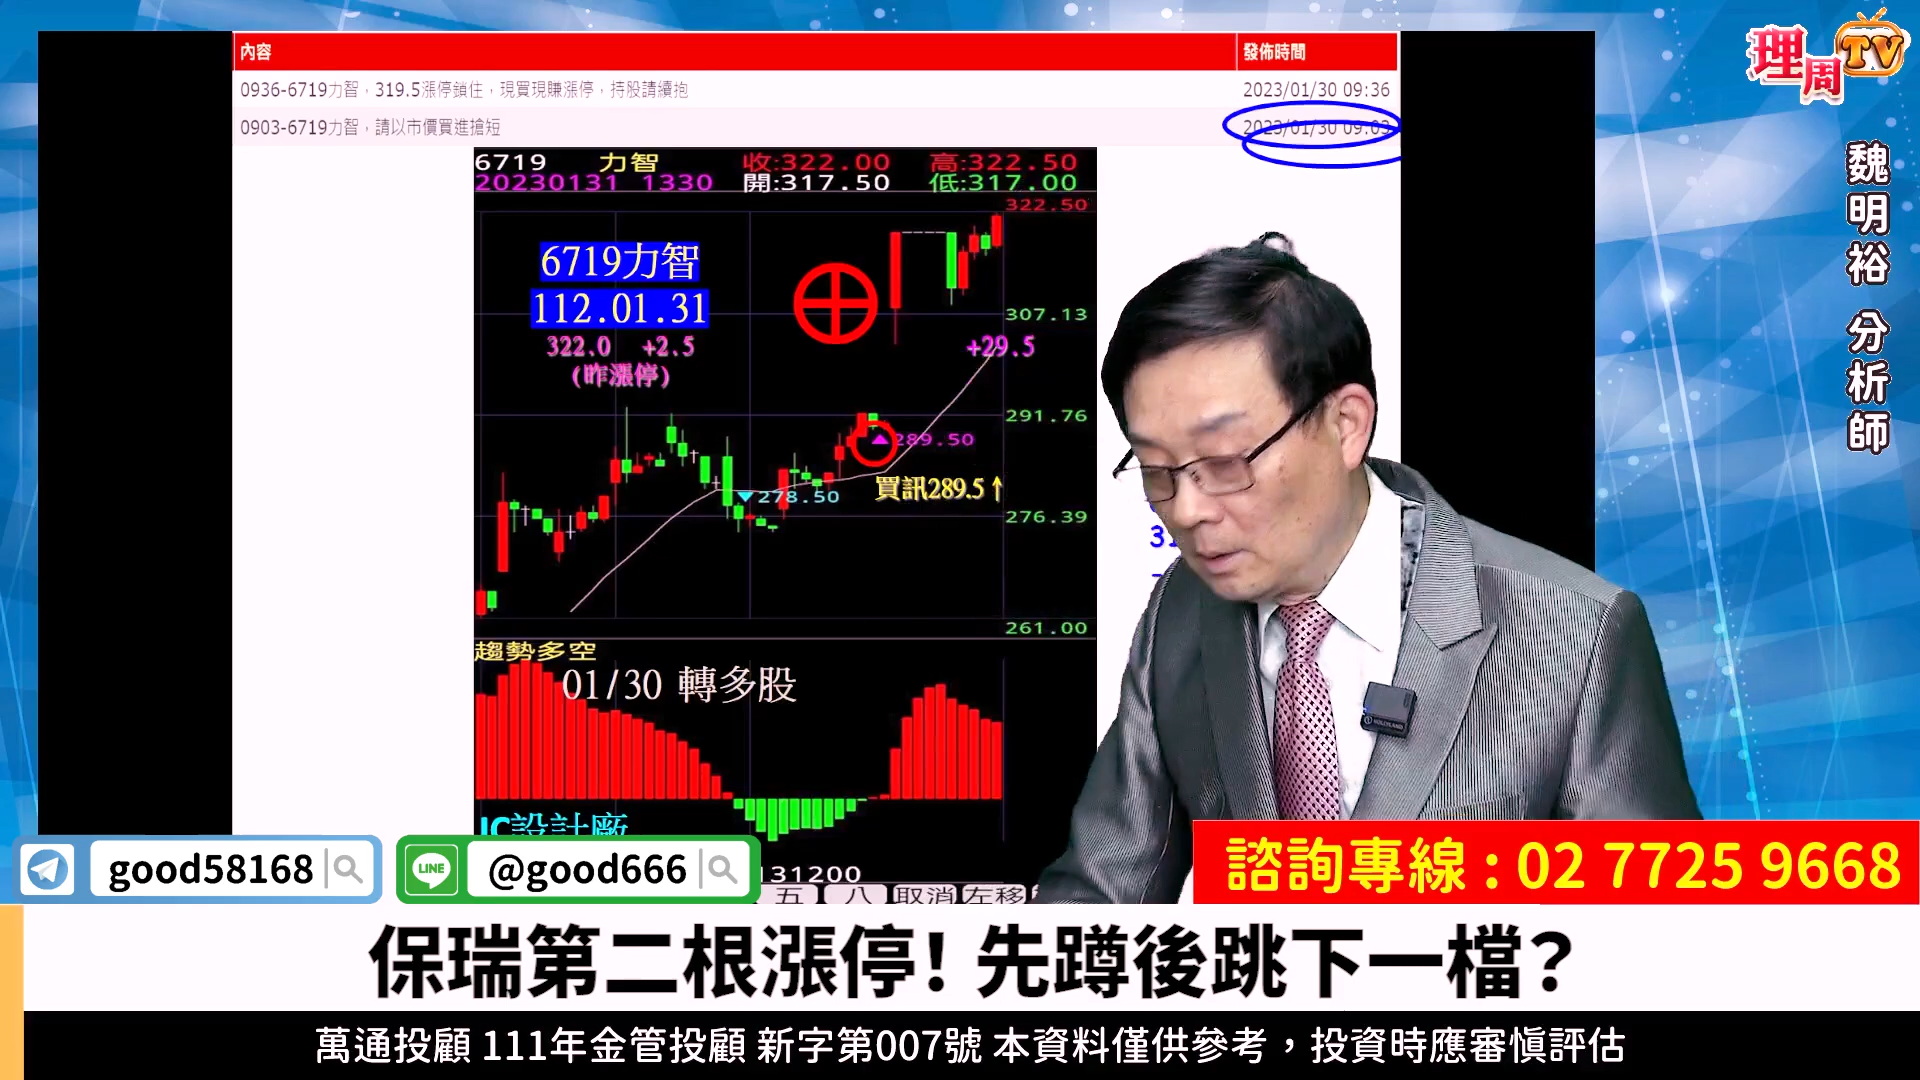 內容 發佈時間
0936-6719力智，319.5漲停鎖住，現買現賺漲停，持股請續抱 2023/01/30 09:36
0903-6719力智，請以市價買進搶短 2023/01/30 09:03
理周TV
魏明裕 分析師
6719 力智 收:322.00 高:322.50
20230131 1330 開:317.50 低:317.00
322.50
6719力智
112.01.31
322.0 +2.5
(昨漲停)
307.13
+29.5
291.76
289.50
買訊289.5↑
278.50
276.39
261.00
趨勢多空
01/30 轉多股
IC設計廠
131200
五 八 取消 左移
good58168
LINE @good666
諮詢專線：02 7725 9668
保瑞第二根漲停！先蹲後跳下一檔？
萬通投顧 111年金管投顧 新字第007號 本資料僅供參考，投資時應審慎評估